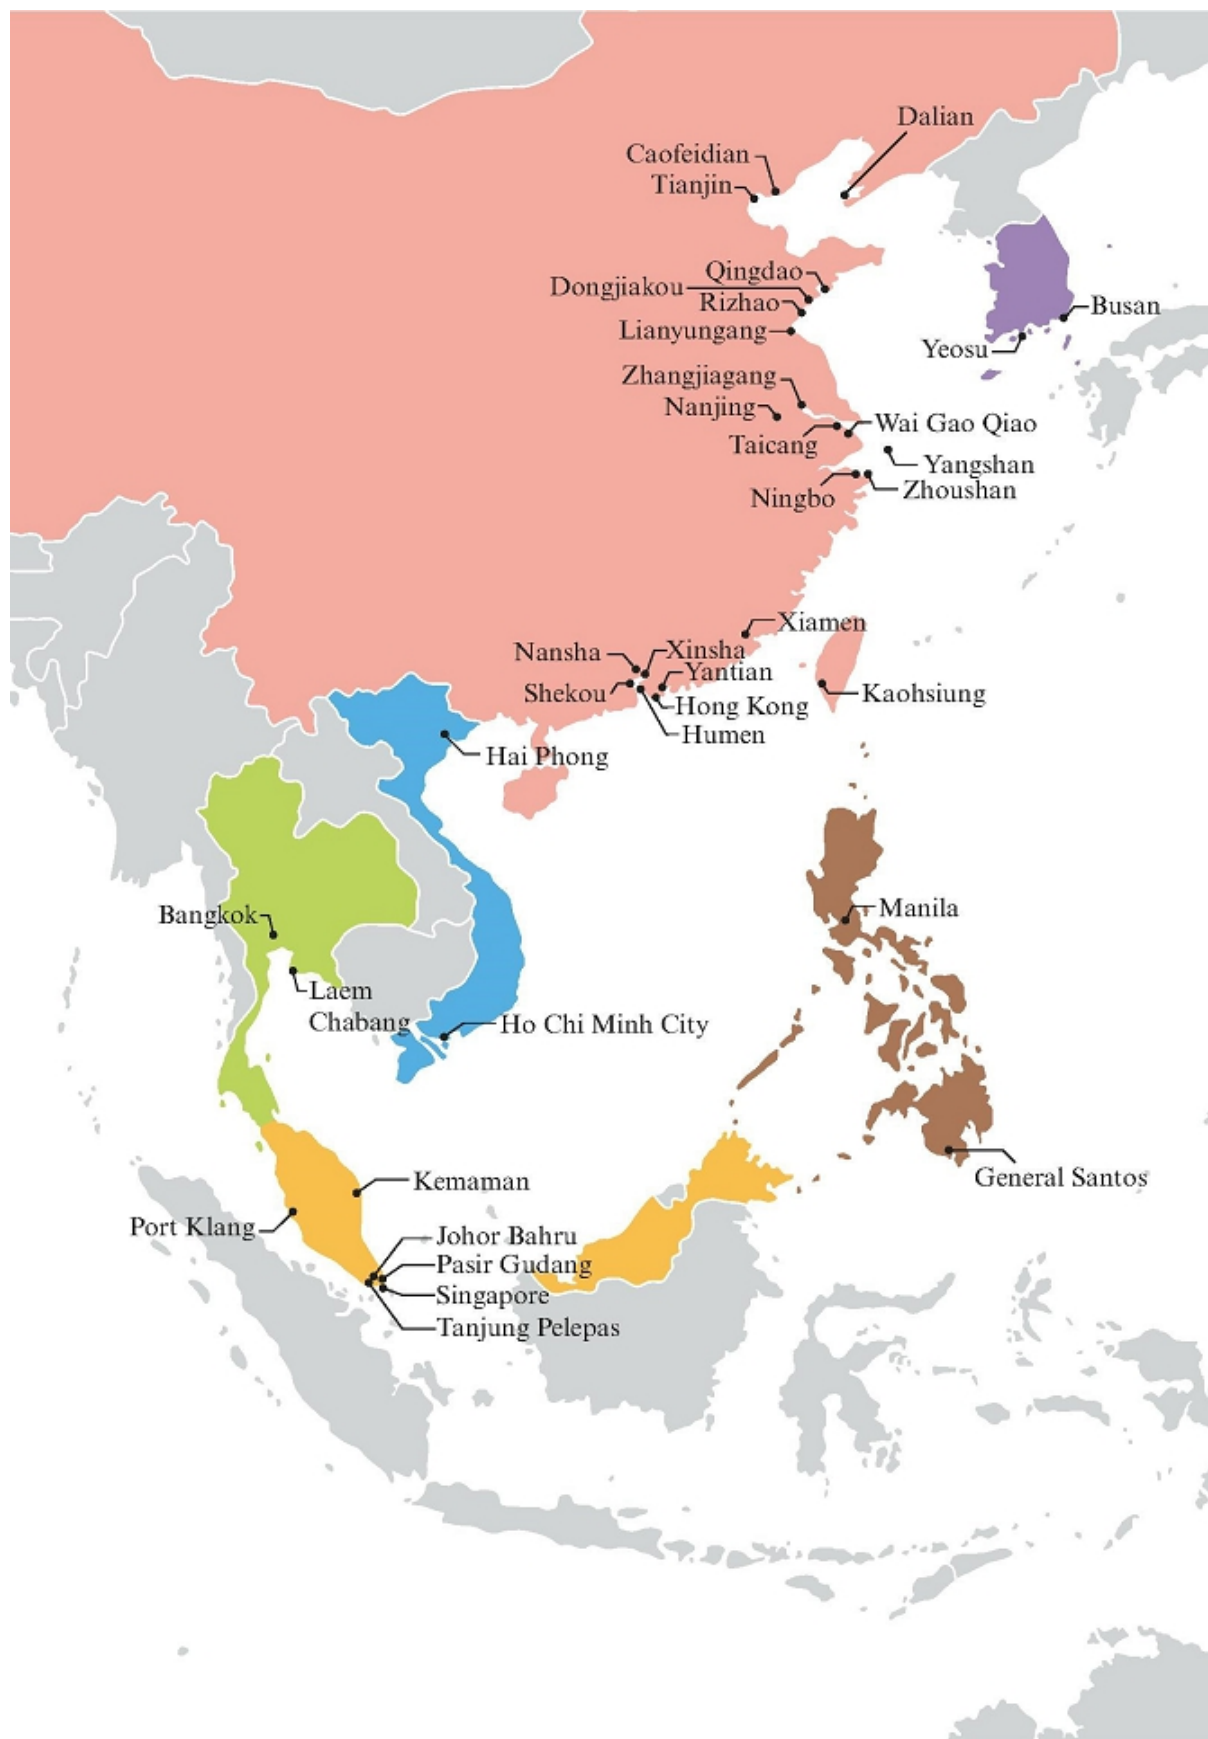 Dalian
Caofeidian
Tianjin
Qingdao
Dongjiakou
Rizhao
Busan
Lianyungang
Yeosu
Zhangjiagang
Nanjing
Wai Gao Qiao
Taicang
Yangshan
Zhoushan
Ningbo
Xiamen
Nansha
Xinsha
Yantian
Shekou
Kaohsiung
Hong Kong
Humen
Hai Phong
Manila
Bangkok
Laem
Chabang
Ho Chi Minh City
General Santos
Kemaman
Port Klang
Johor Bahru
Pasir Gudang
Singapore
Tanjung Pelepas